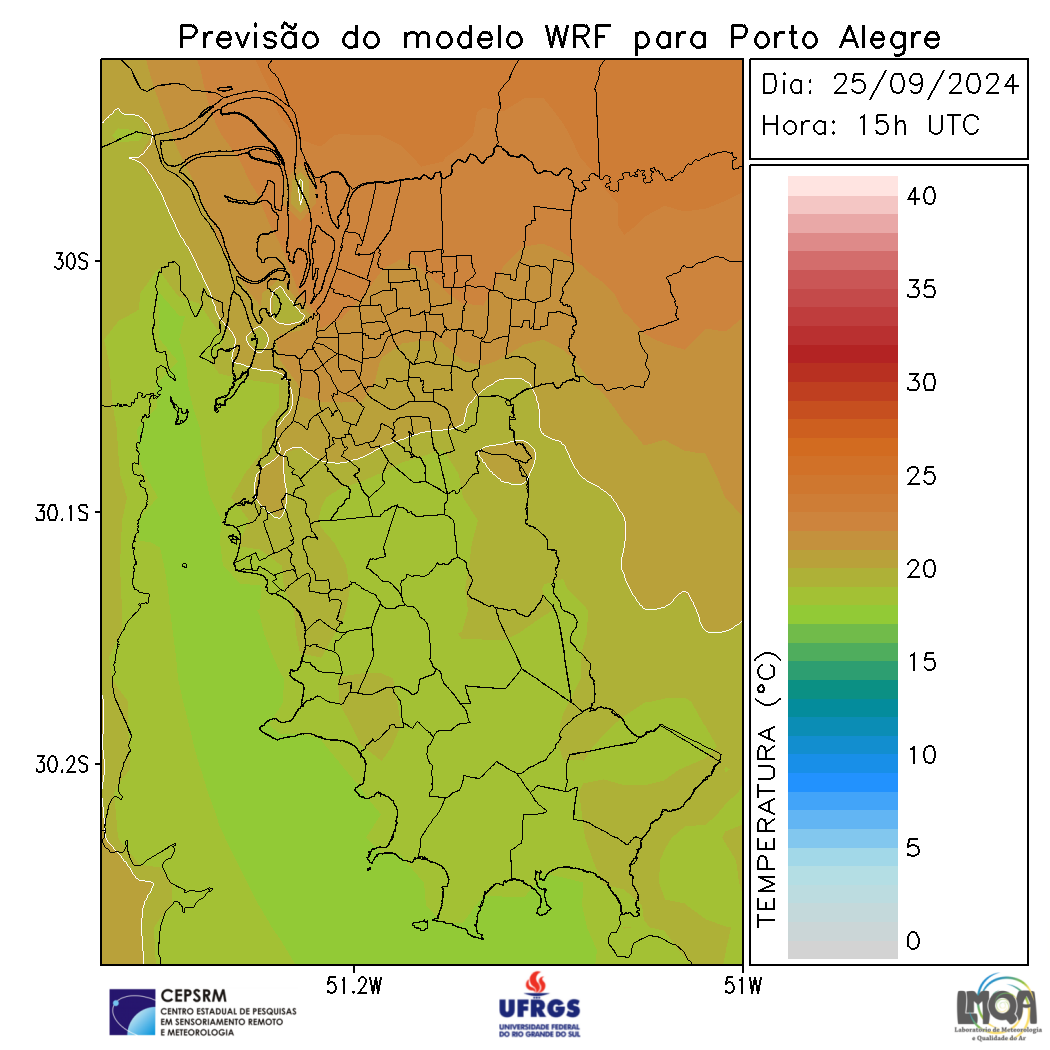 Previsão do modelo WRF para Porto Alegre
Dia: 25/09/2024
Hora: 15h UTC
40
35
30
25
20
15
10
5
0
TEMPERATURA (°C)
30S
30.1S
30.2S
51.2W
51W
CEPSRM
CENTRO ESTADUAL DE PESQUISAS
EM SENSORIAMENTO REMOTO
E METEOROLOGIA
UFRGS
UNIVERSIDADE FEDERAL
DO RIO GRANDE DO SUL
LMQA
Laboratório de Meteorologia
e Qualidade do Ar